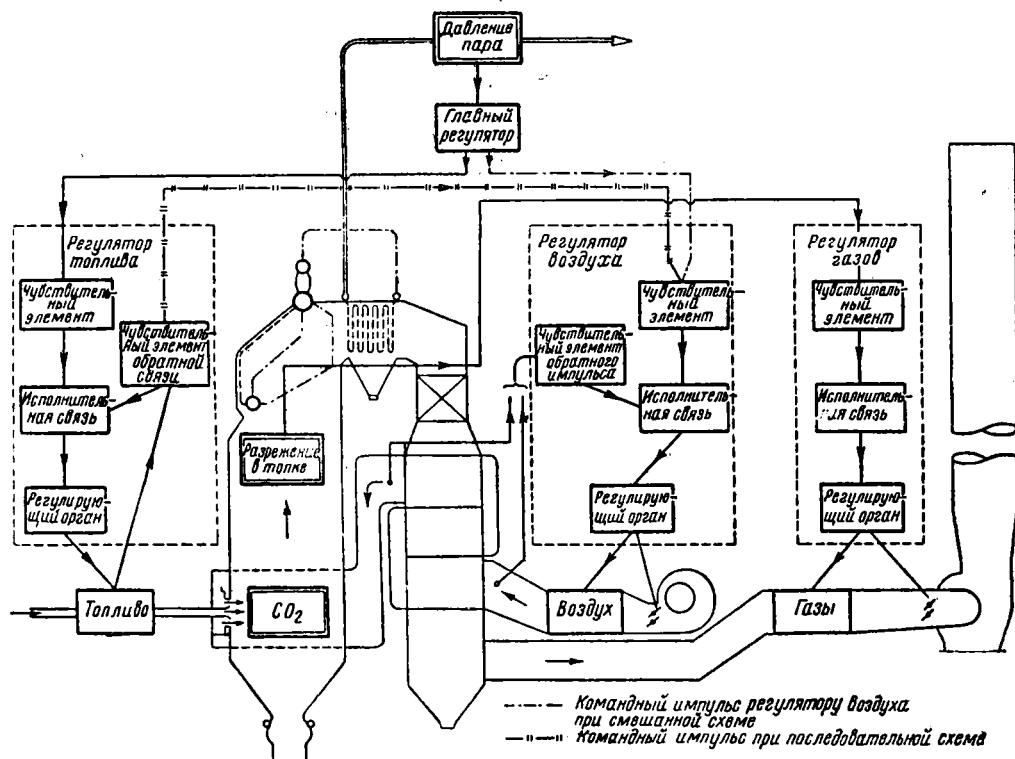 Давление
пара
Главный
регулятор
Регулятор
топлива
Чувствитель-
ный
элемент
Чувствитель-
ный элемент
обратной
связи
Исполнитель-
ная связь
Регулирую-
щий орган
Топливо
CO₂
Разрежение
в топке
Регулятор
воздуха
Чувствитель-
ный
элемент
Чувствитель-
ный элемент
обратного
импульса
Исполнитель-
ная связь
Регулирую-
щий орган
Воздух
Регулятор
газов
Чувствитель-
ный
элемент
Исполнитель-
ная связь
Регулирую-
щий орган
Газы
Командный импульс регулятору воздуха
при смешанной схеме
Командный импульс при последовательной схеме